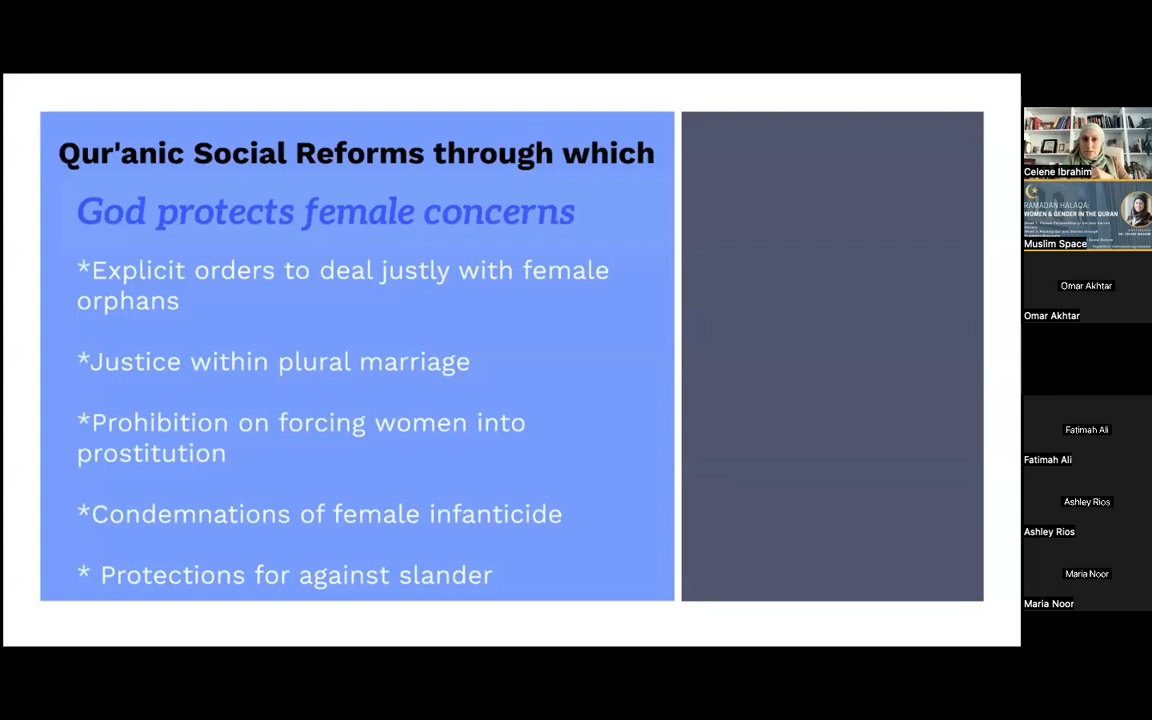 Qur'anic Social Reforms through which
God protects female concerns
*Explicit orders to deal justly with female
orphans
*Justice within plural marriage
*Prohibition on forcing women into
prostitution
*Condemnations of female infanticide
* Protections for against slander
Celene Ibrahim
RAMADAN HALAQA:
WOMEN & GENDER IN THE QURAN
Muslim Space
Omar Akhtar
Omar Akhtar
Fatimah Ali
Fatimah Ali
Ashley Rios
Ashley Rios
Maria Noor
Maria Noor